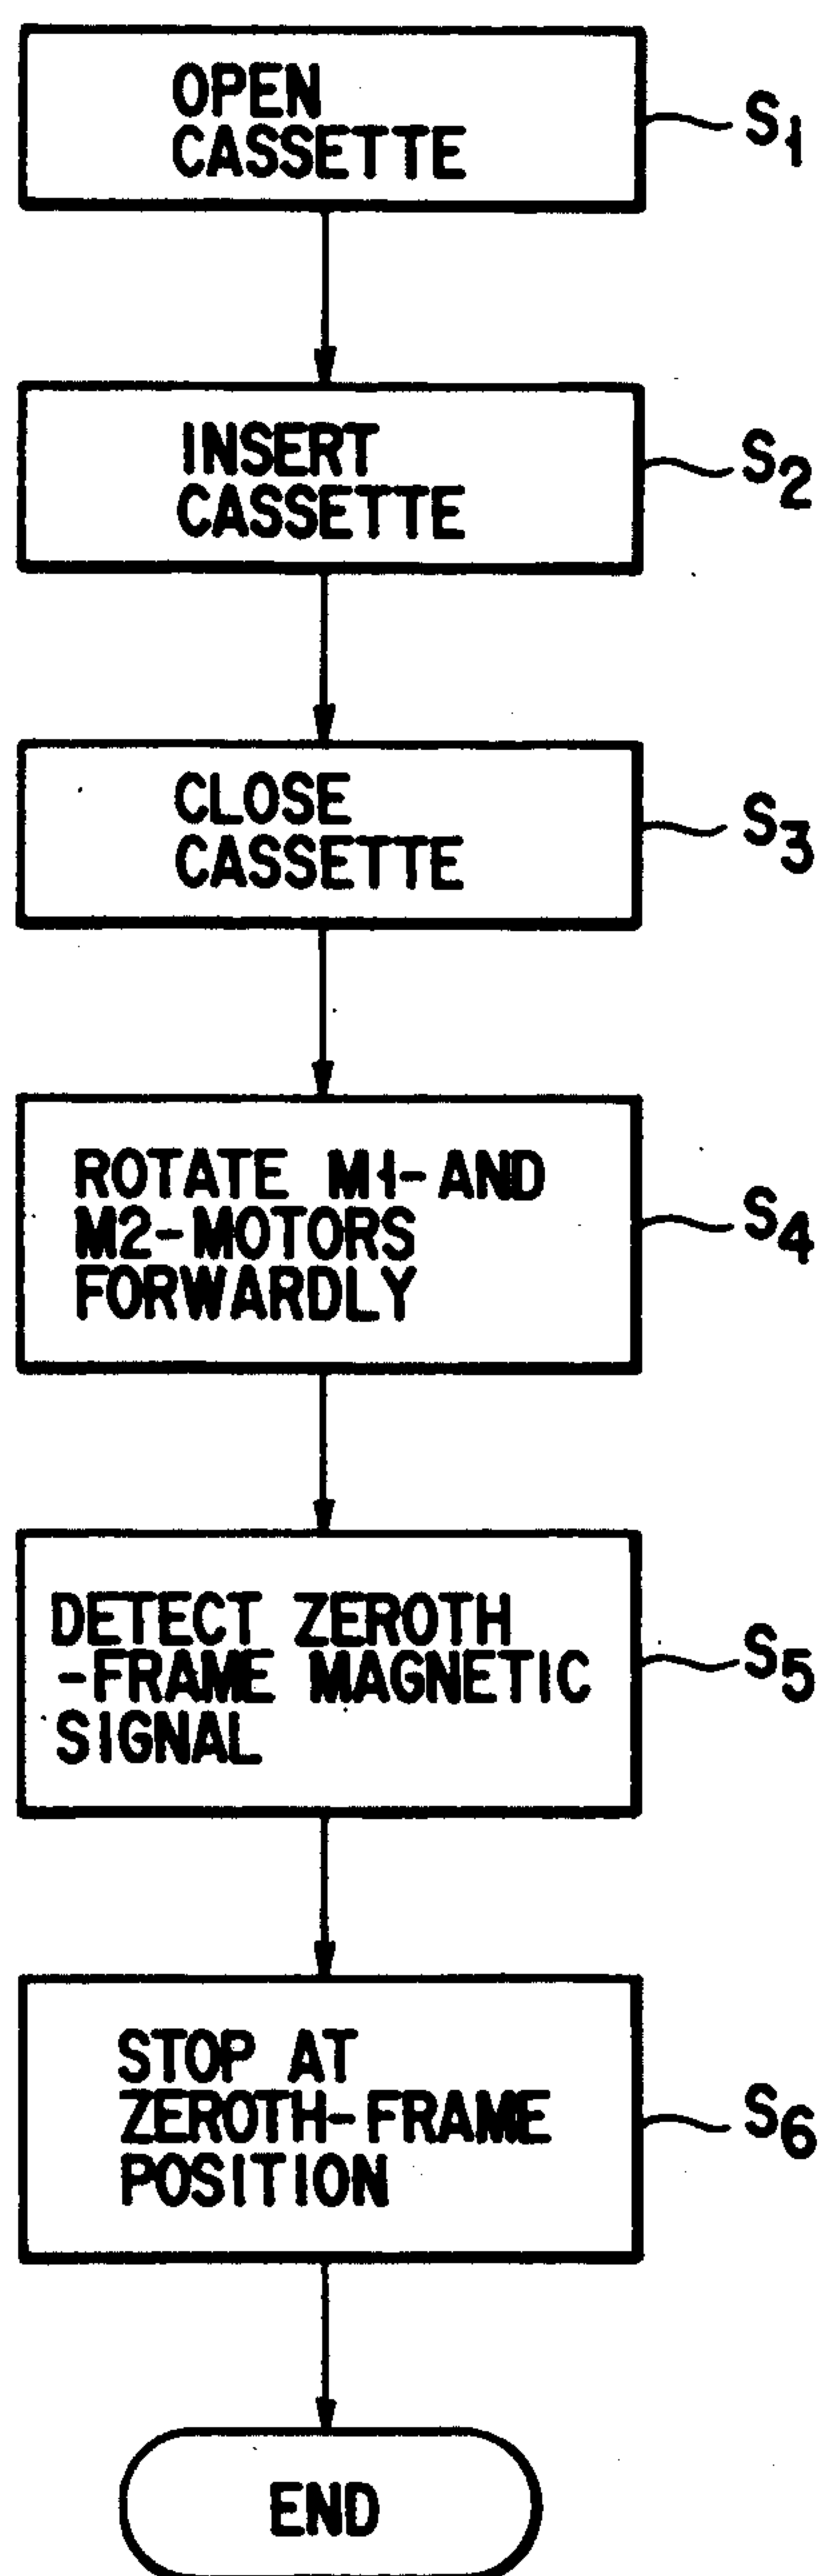 OPEN
CASSETTE
S1
INSERT
CASSETTE
S2
CLOSE
CASSETTE
S3
ROTATE M1- AND
M2-MOTORS
FORWARDLY
S4
DETECT ZEROTH
-FRAME MAGNETIC
SIGNAL
S5
STOP AT
ZEROTH-FRAME
POSITION
S6
END